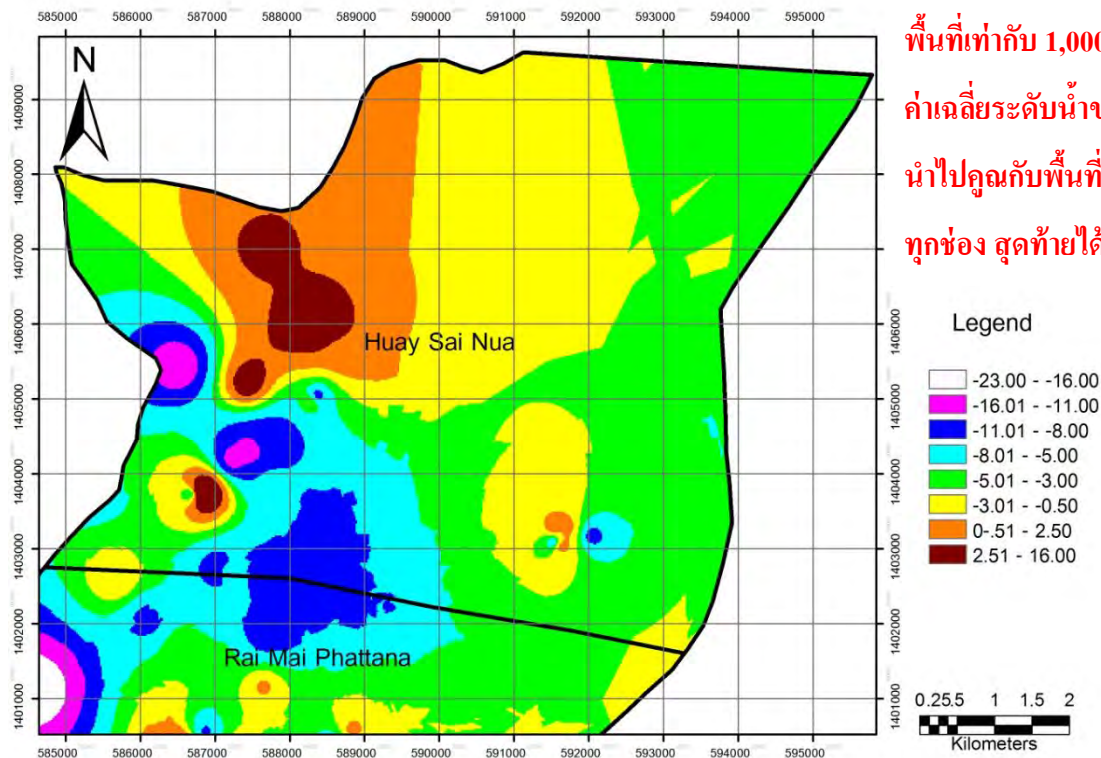 585000 586000 587000 588000 589000 590000 591000 592000 593000 594000 595000
พื้นที่เท่ากับ 1,000
ค่าเฉลี่ยระดับน้ำ
นำไปคูณกับพื้นที่
ทุกช่อง สุดท้ายได้
N
1409000
1408000
1407000
1406000
1405000
1404000
1403000
1402000
1401000
Huay Sai Nua
Rai Mai Phattana
1409000
1408000
1407000
1406000
1405000
1404000
1403000
1402000
1401000
Legend
-23.00 - -16.00
-16.01 - -11.00
-11.01 - -8.00
-8.01 - -5.00
-5.01 - -3.00
-3.01 - -0.50
0-.51 - 2.50
2.51 - 16.00
0.25.5 1 1.5 2
Kilometers
585000 586000 587000 588000 589000 590000 591000 592000 593000 594000 595000